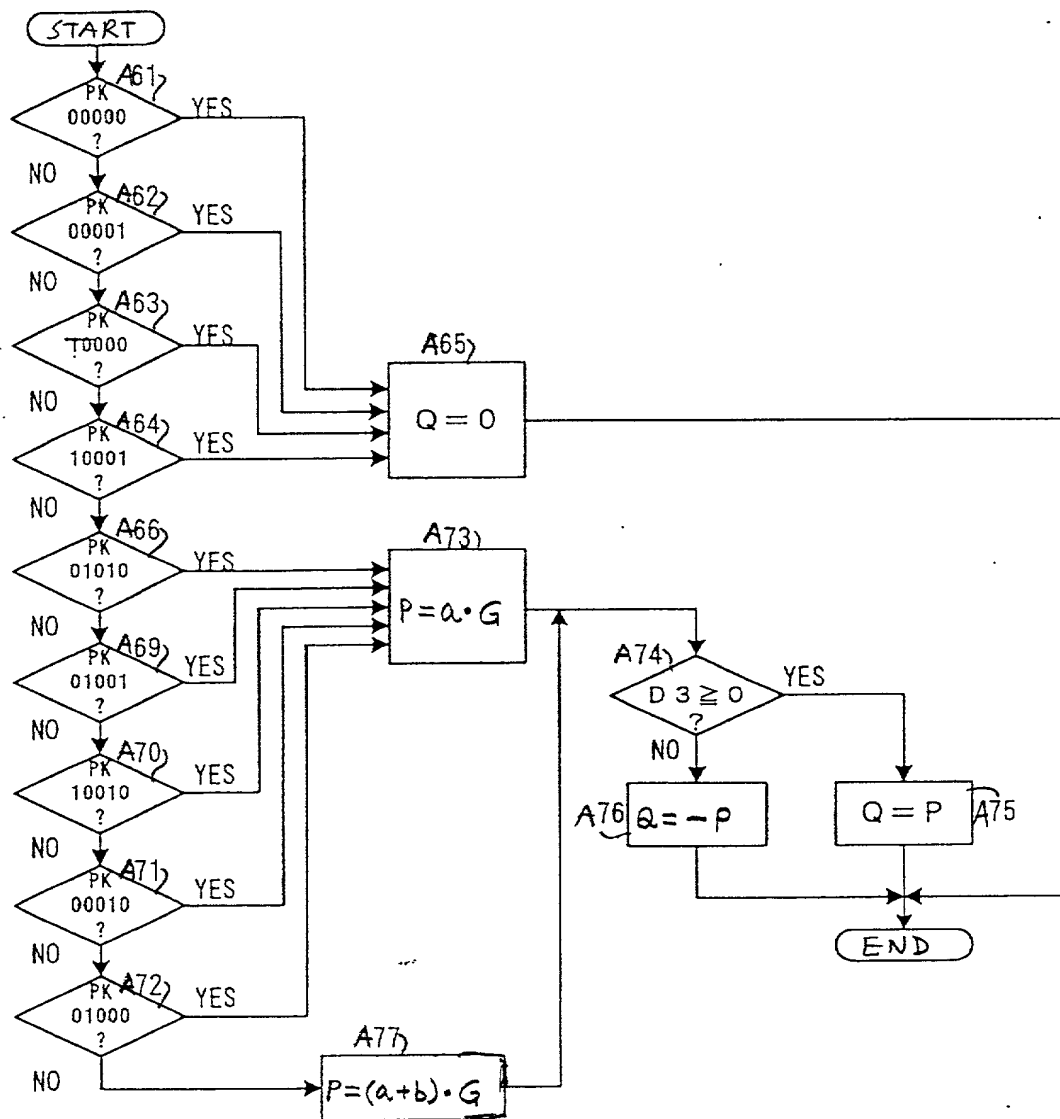 START
A61
PK
00000
?
YES
NO
A62
PK
00001
?
YES
NO
A63
PK
10000
?
YES
NO
A64
PK
10001
?
YES
A65
Q = 0
NO
A66
PK
01010
?
YES
NO
A69
PK
01001
?
YES
NO
A70
PK
10010
?
YES
NO
A71
PK
00010
?
YES
NO
A72
PK
01000
?
YES
NO
A73
P=a・G
A74
D 3 ≧ 0
?
YES
NO
A76
Q = - P
Q = P
A75
END
A77
P=(a+b)・G